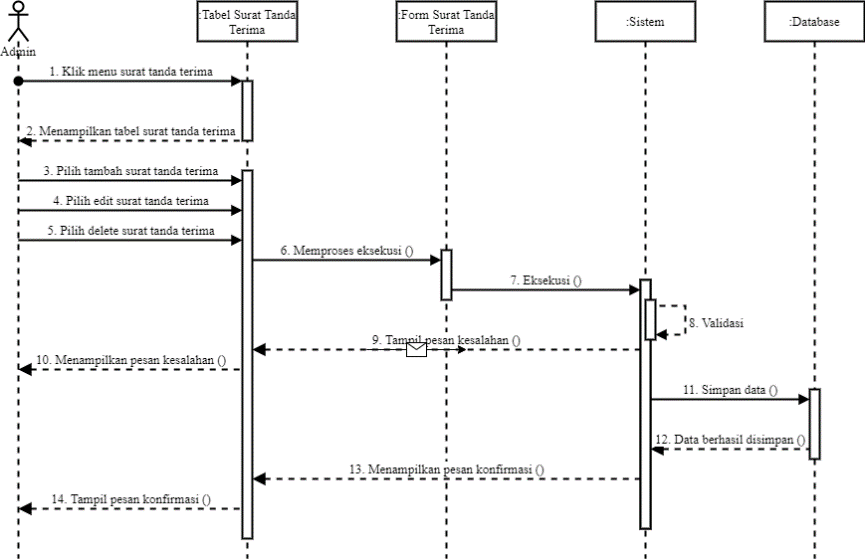 :Tabel Surat Tanda
Terima
:Form Surat Tanda
Terima
:Sistem
:Database
Admin
1. Klik menu surat tanda terima
2. Menampilkan tabel surat tanda terima
3. Pilih tambah surat tanda terima
4. Pilih edit surat tanda terima
5. Pilih delete surat tanda terima
6. Memproses eksekusi ()
7. Eksekusi ()
8. Validasi
9. Tampil pesan kesalahan ()
10. Menampilkan pesan kesalahan ()
11. Simpan data ()
12. Data berhasil disimpan ()
13. Menampilkan pesan konfirmasi ()
14. Tampil pesan konfirmasi ()